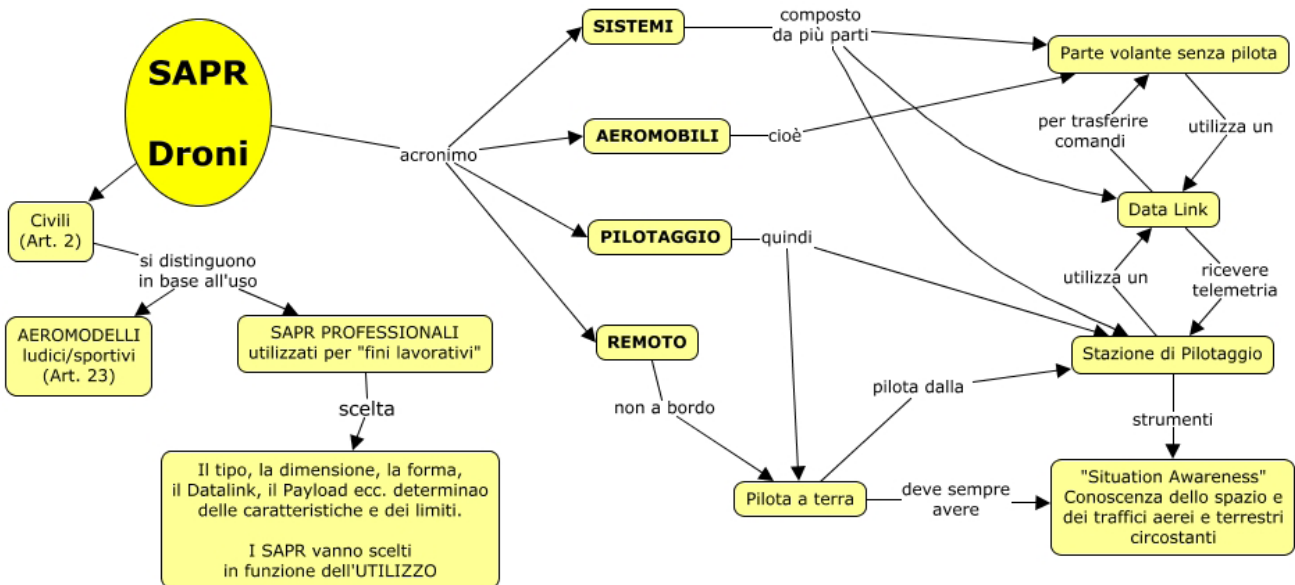 SAPR
Droni
acronimo
SISTEMI
composto
da più parti
Parte volante senza pilota
AEROMOBILI
cioè
per trasferire
comandi
utilizza un
Data Link
Civili
(Art. 2)
PILOTAGGIO
quindi
utilizza un
ricevere
telemetria
si distinguono
in base all'uso
AEROMODELLI
ludici/sportivi
(Art. 23)
SAPR PROFESSIONALI
utilizzati per "fini lavorativi"
REMOTO
Stazione di Pilotaggio
scelta
non a bordo
pilota dalla
strumenti
Il tipo, la dimensione, la forma,
il Datalink, il Payload ecc. determinao
delle caratteristiche e dei limiti.
I SAPR vanno scelti
in funzione dell'UTILIZZO
Pilota a terra
deve sempre
avere
"Situation Awareness"
Conoscenza dello spazio e
dei traffici aerei e terrestri
circostanti